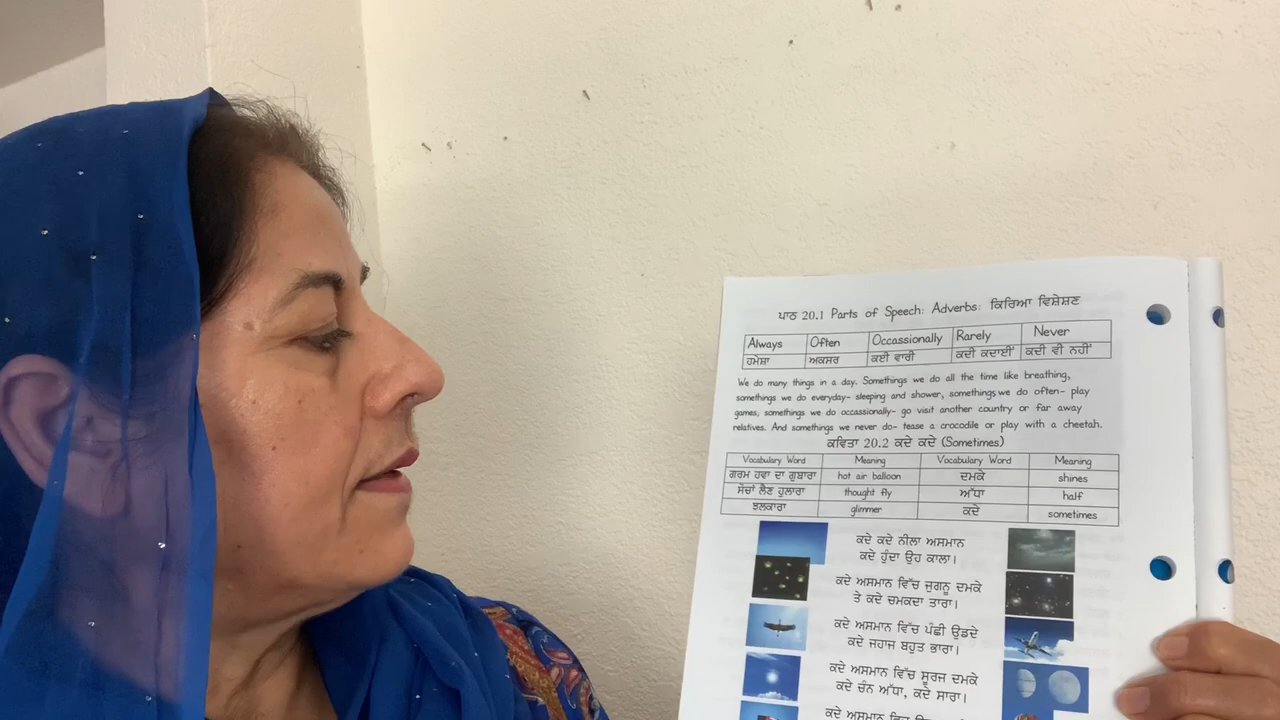 ਪਾਠ 20.1 Parts of Speech: Adverbs: ਕਿਰਿਆ ਵਿਸ਼ੇਸ਼ਣ
Always Often Occassionally Rarely Never
ਹਮੇਸ਼ਾ ਅਕਸਰ ਕਈ ਵਾਰੀ ਕਦੀ ਕਦਾਈਂ ਕਦੀ ਵੀ ਨਹੀਂ
We do many things in a day. Somethings we do all the time like breathing,
somethings we do everyday- sleeping and shower, somethings we do often- play
games, somethings we do occassionally- go visit another country or far away
relatives. And somethings we never do- tease a crocodile or play with a cheetah.
ਕਵਿਤਾ 20.2 ਕਦੇ ਕਦੇ (Sometimes)
Vocabulary Word Meaning Vocabulary Word Meaning
ਗਰਮ ਹਵਾ ਦਾ ਗੁਬਾਰਾ hot air balloon ਦਮਕੇ shines
ਸੋਚਾਂ ਲੈਣ ਹੁਲਾਰਾ thought fly ਅੱਧਾ half
ਝਲਕਾਰਾ glimmer ਕਦੇ sometimes
ਕਦੇ ਕਦੇ ਨੀਲਾ ਅਸਮਾਨ
ਕਦੇ ਹੁੰਦਾ ਉਹ ਕਾਲਾ।
ਕਦੇ ਅਸਮਾਨ ਵਿੱਚ ਜੁਗਨੂ ਦਮਕੇ
ਤੇ ਕਦੇ ਚਮਕਦਾ ਤਾਰਾ।
ਕਦੇ ਅਸਮਾਨ ਵਿੱਚ ਪੰਛੀ ਉਡਦੇ
ਕਦੇ ਜਹਾਜ ਬਹੁਤ ਭਾਰਾ।
ਕਦੇ ਅਸਮਾਨ ਵਿੱਚ ਸੂਰਜ ਦਮਕੇ
ਕਦੇ ਚੰਨ ਅੱਧਾ, ਕਦੇ ਸਾਰਾ।
ਕਦੇ ਅਸਮਾਨ